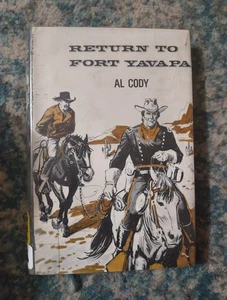 RETURN TO
FORT YAVAPA
AL CODY